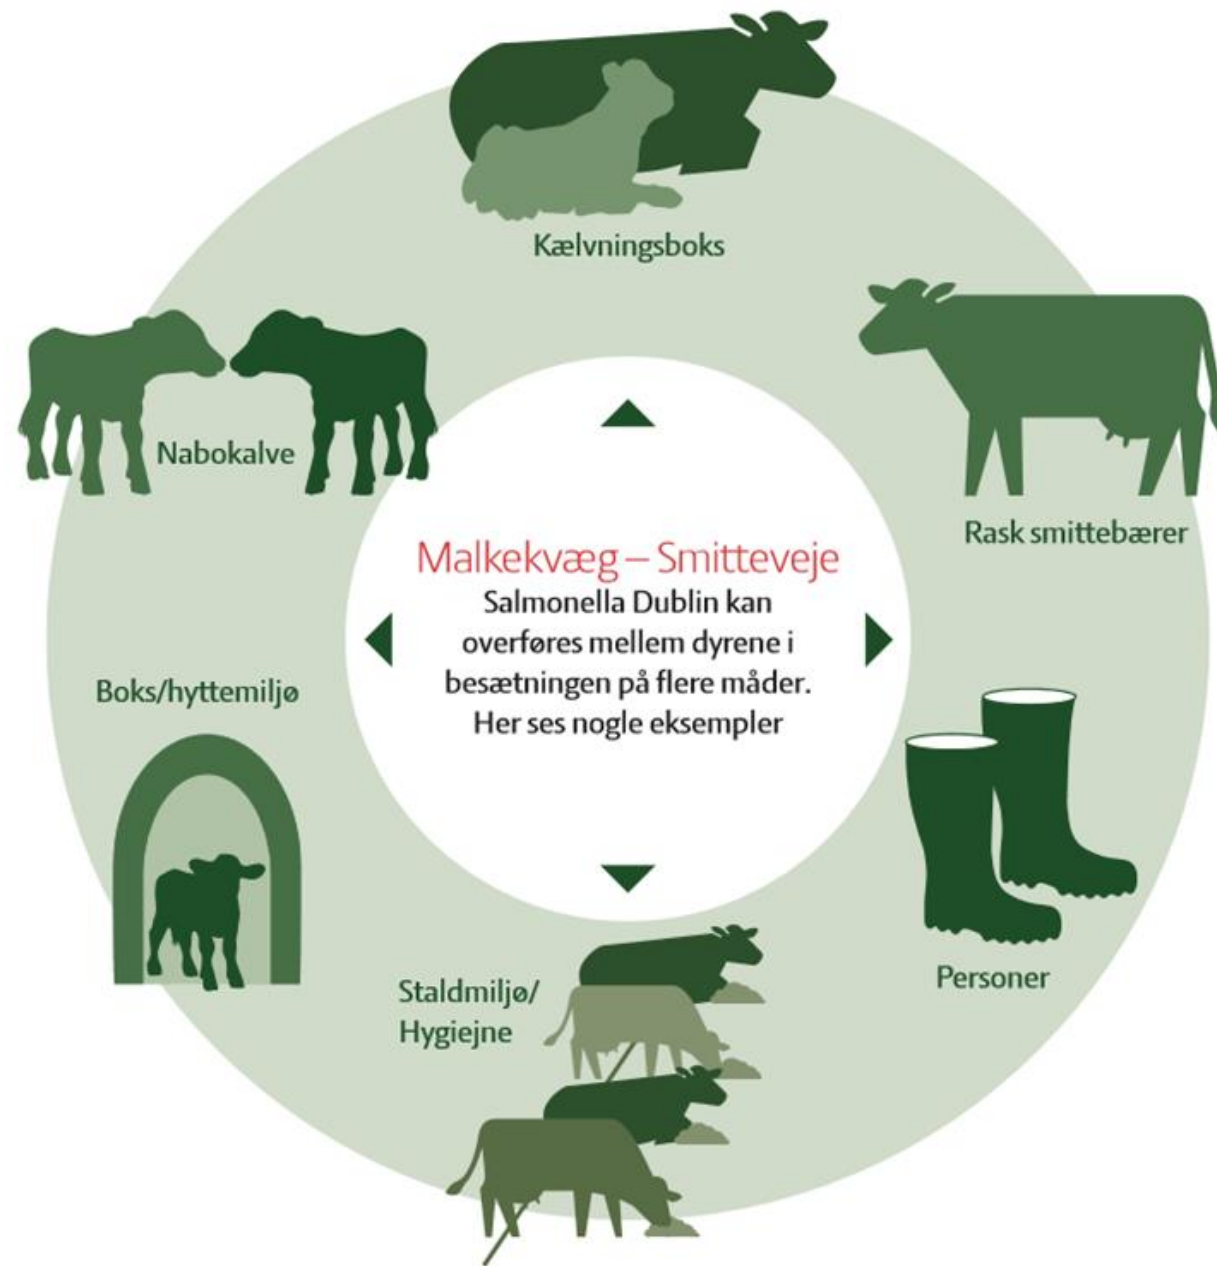 Kælvningsboks
Nabokalve
Rask smittebærer
Malkekvæg – Smitteveje
Salmonella Dublin kan
overføres mellem dyrene i
besætningen på flere måder.
Her ses nogle eksempler
Boks/hyttemiljø
Personer
Staldmiljø/
Hygiejne